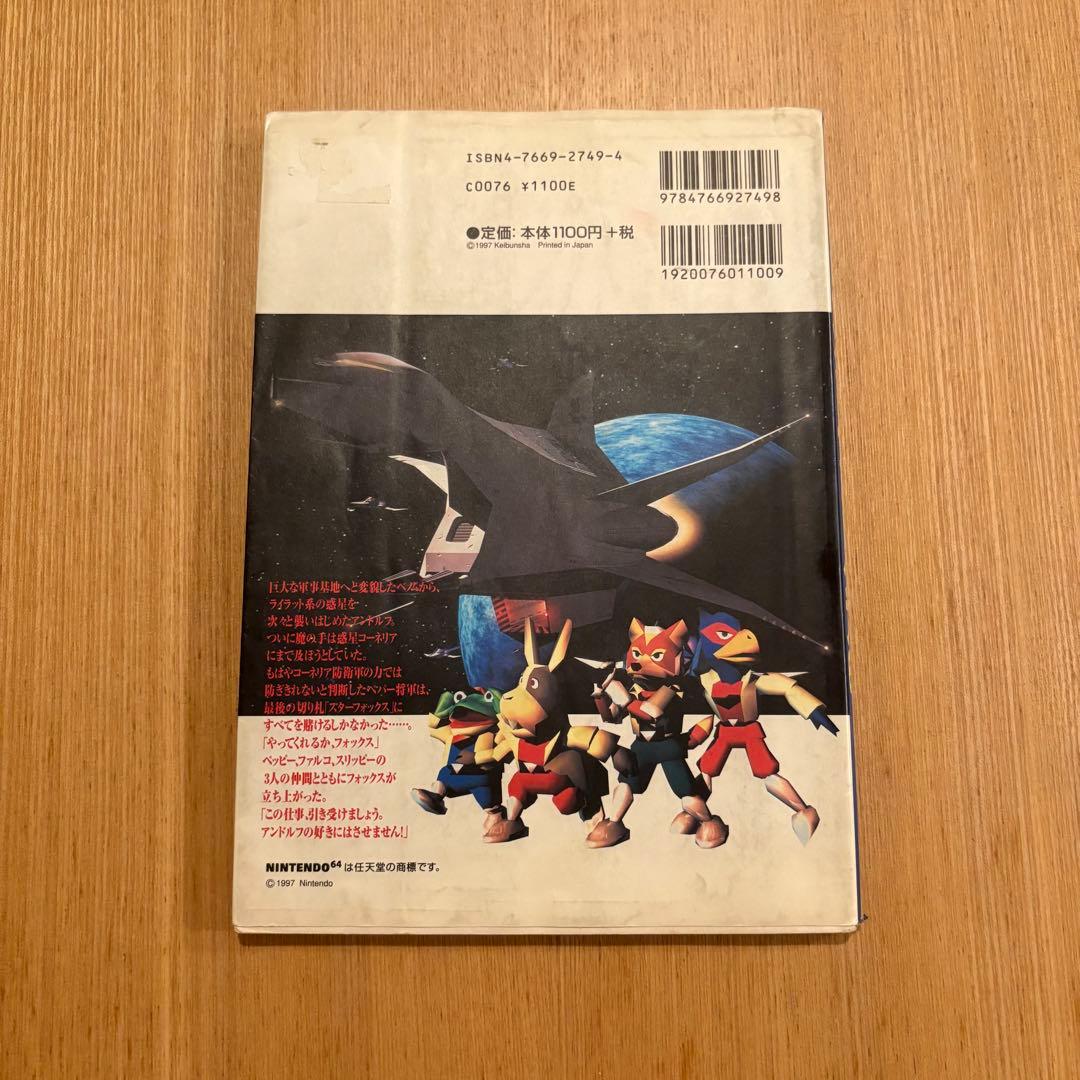 ISBN4-7669-2749-4
C0076 ¥1100E
9784766927498
●定価：本体1100円+税
©1997 Keibunsha Printed in Japan
1920076011009
巨大な軍事基地へと変貌したベノムから、
ライラット系の惑星を
次々と襲いはじめたアンドルフ。
ついに魔の手は惑星コーネリア
にまで及ぼうとしていた。
もはやコーネリア防衛軍の力では
防ぎきれないと判断したペパー将軍は、
最後の切り札「スターフォックス」に
すべてを賭けるしかなかった……。
「やってくれるか、フォックス」
ペッピー、ファルコ、スリッピーの
3人の仲間とともにフォックスが
立ち上がった。
「この仕事、引き受けましょう。
アンドルフの好きにはさせません!」
NINTENDO64は任天堂の商標です。
©1997 Nintendo